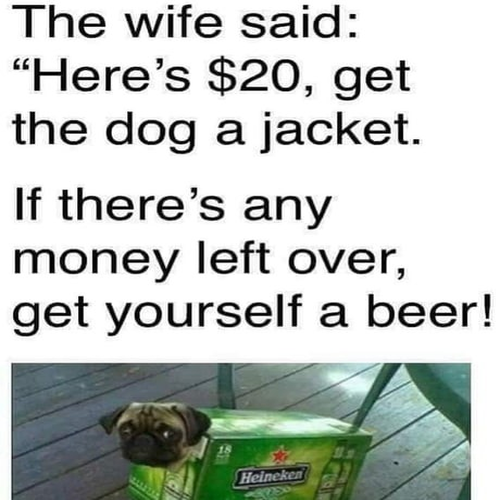 The wife said:
“Here’s $20, get
the dog a jacket.
If there’s any
money left over,
get yourself a beer!
18
Heineken